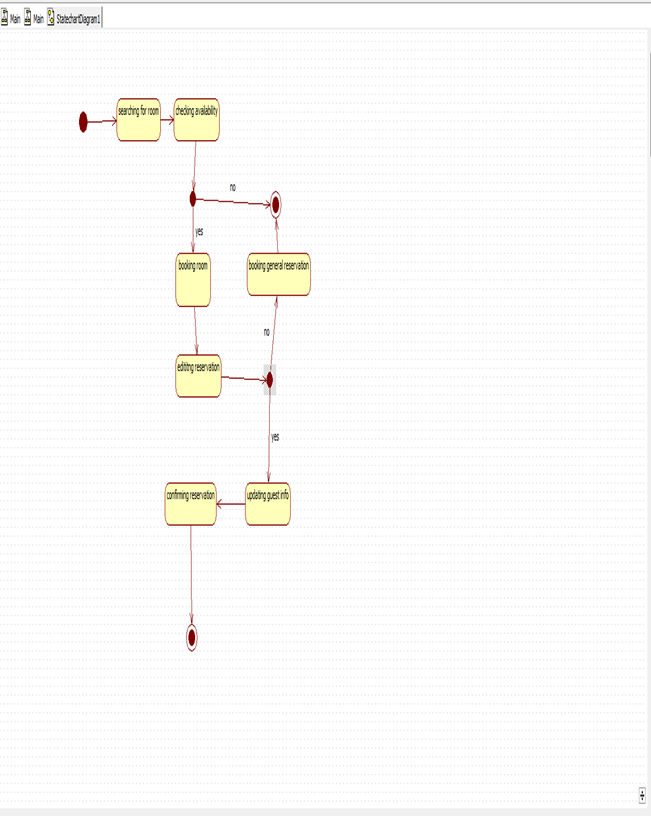 Main Main StatechartDiagram1
searching for room checking availability
no
yes
booking room booking general reservation
no
edititng reservation
yes
confirming reservation updating guest info